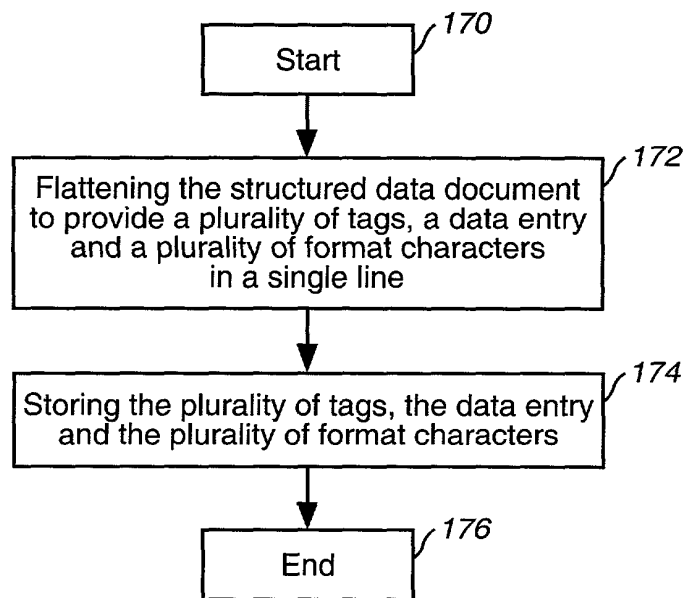 170
Start
172
Flattening the structured data document
to provide a plurality of tags, a data entry
and a plurality of format characters
in a single line
174
Storing the plurality of tags, the data entry
and the plurality of format characters
176
End